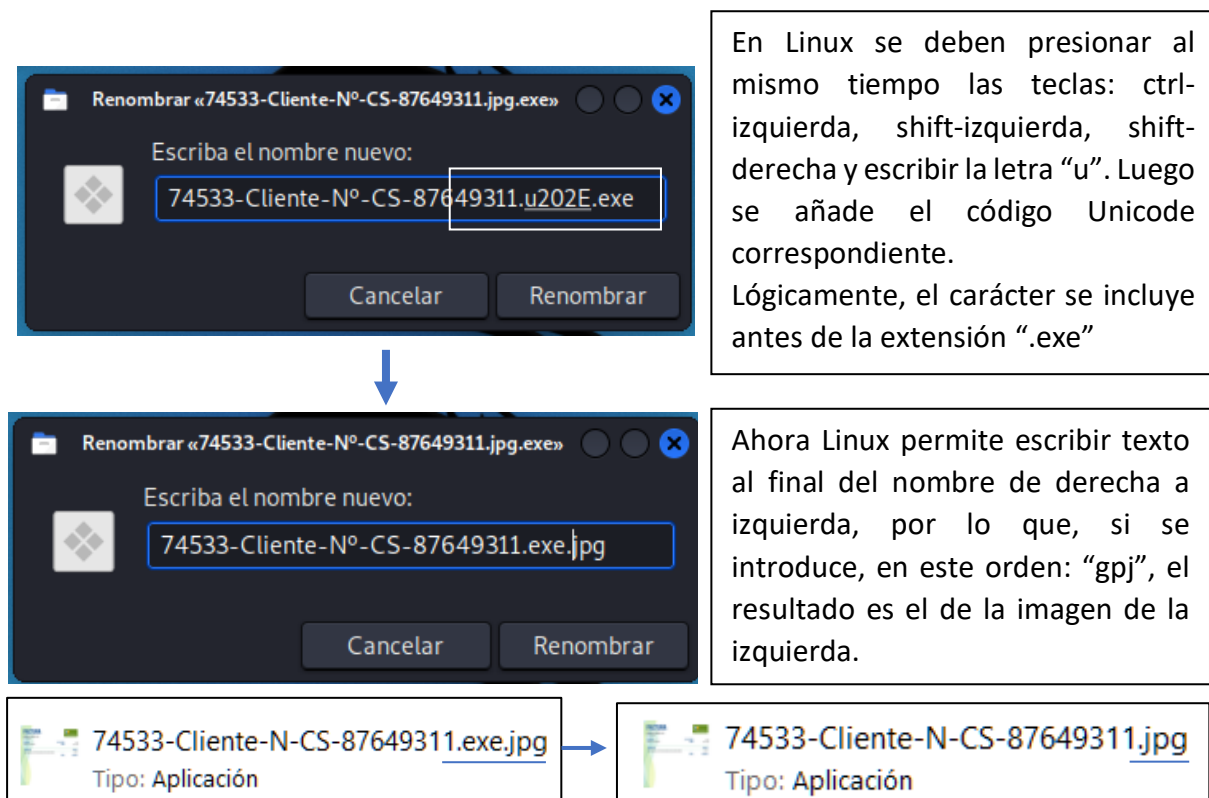 Renombrar «74533-Cliente-Nº-CS-87649311.jpg.exe»
Escriba el nombre nuevo:
74533-Cliente-Nº-CS-87649311.u202E.exe
Cancelar Renombrar
En Linux se deben presionar al
mismo tiempo las teclas: ctrl-
izquierda, shift-izquierda, shift-
derecha y escribir la letra “u”. Luego
se añade el código Unicode
correspondiente.
Lógicamente, el carácter se incluye
antes de la extensión “.exe”
Renombrar «74533-Cliente-Nº-CS-87649311.jpg.exe»
Escriba el nombre nuevo:
74533-Cliente-Nº-CS-87649311.exe.jpg
Cancelar Renombrar
Ahora Linux permite escribir texto
al final del nombre de derecha a
izquierda, por lo que, si se
introduce, en este orden: “gpj”, el
resultado es el de la imagen de la
izquierda.
74533-Cliente-N-CS-87649311.exe.jpg
Tipo: Aplicación
74533-Cliente-N-CS-87649311.jpg
Tipo: Aplicación